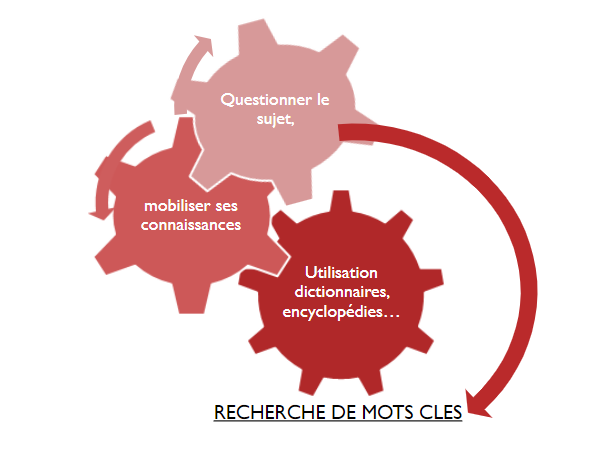 Questionner le
sujet,
mobiliser ses
connaissances
Utilisation
dictionnaires,
encyclopédies…
RECHERCHE DE MOTS CLES